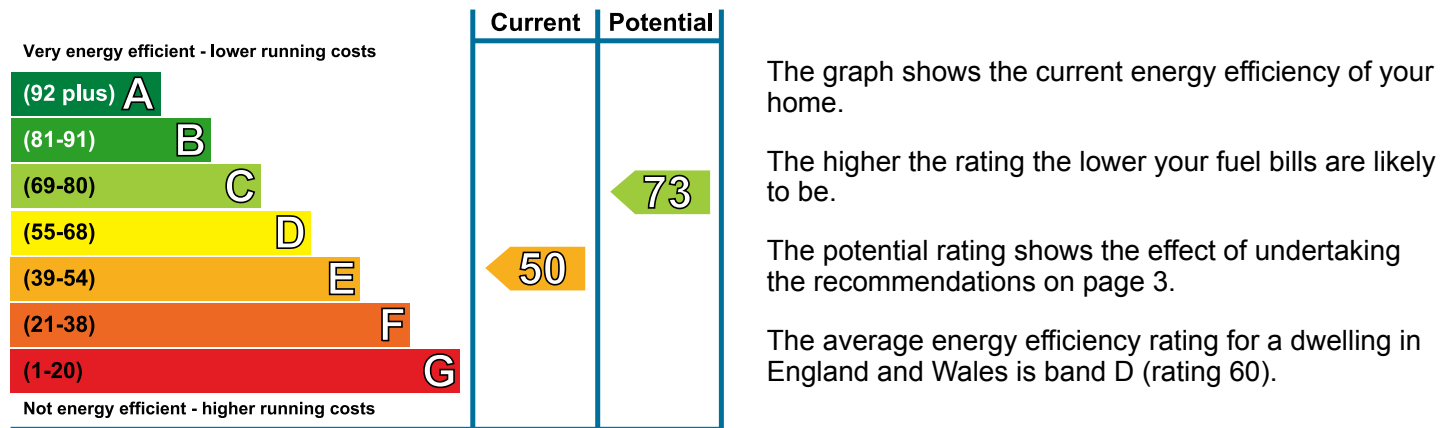 Current Potential
Very energy efficient - lower running costs
(92 plus) A
(81-91) B
(69-80) C
73
(55-68) D
(39-54) E
50
(21-38) F
(1-20) G
Not energy efficient - higher running costs
The graph shows the current energy efficiency of your
home.
The higher the rating the lower your fuel bills are likely
to be.
The potential rating shows the effect of undertaking
the recommendations on page 3.
The average energy efficiency rating for a dwelling in
England and Wales is band D (rating 60).